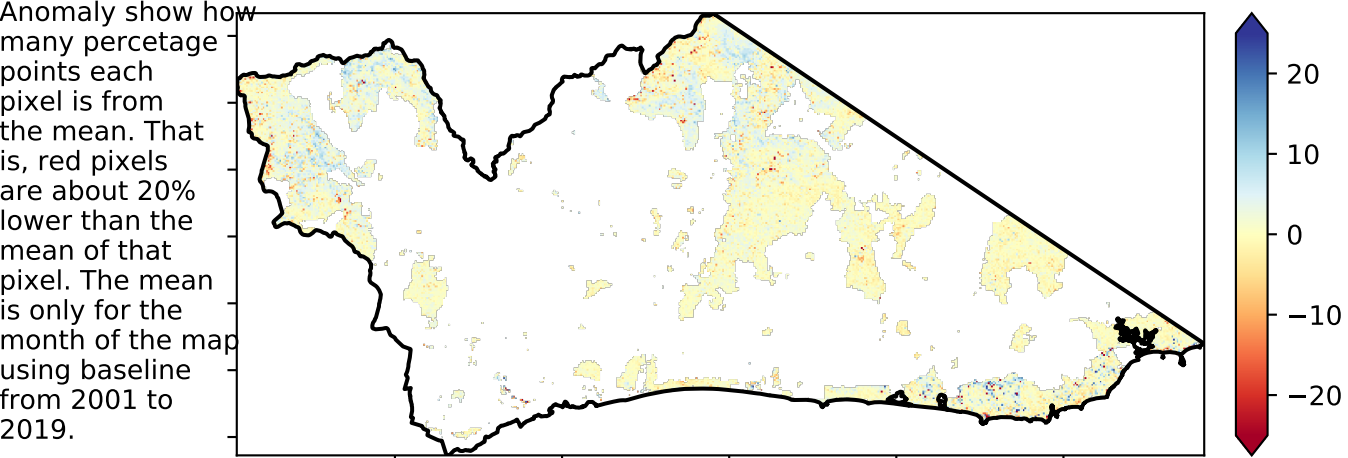 Anomaly show how
many percetage
points each
pixel is from
the mean. That
is, red pixels
are about 20%
lower than the
mean of that
pixel. The mean
is only for the
month of the map
using baseline
from 2001 to
2019.
20
10
0
−10
−20